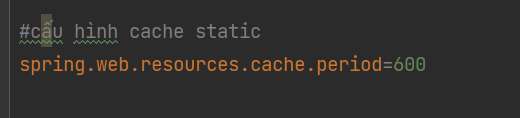 #cấu hình cache static
spring.web.resources.cache.period=600